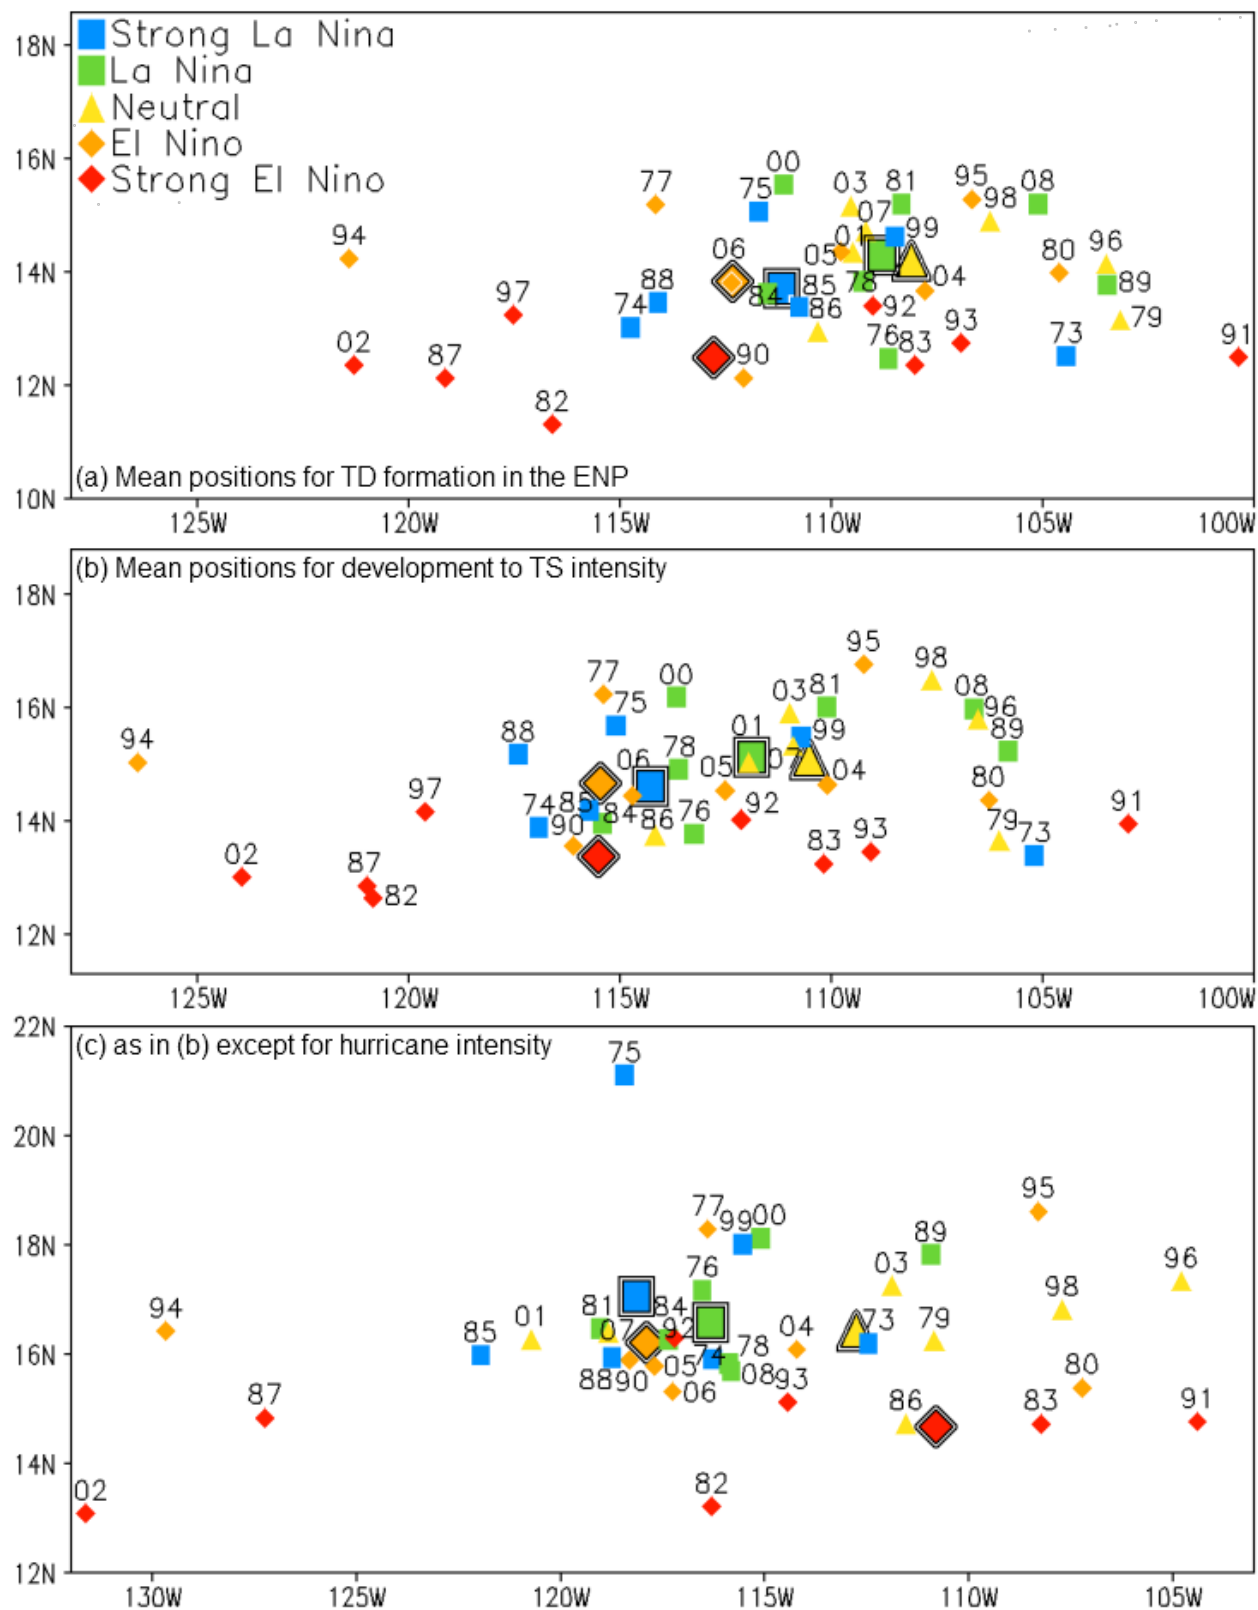 18N
Strong La Nina
La Nina
Neutral
El Nino
Strong El Nino
16N
14N
12N
10N
77
00
75
03
81
95
98
08
07
99
94
06
01
05
80
96
88
85
84
78
04
89
97
74
86
92
79
02
87
90
76
83
93
73
91
82
(a) Mean positions for TD formation in the ENP
125W
120W
115W
110W
105W
100W
(b) Mean positions for development to TS intensity
18N
16N
14N
12N
95
98
77
00
75
03
81
08
96
94
88
01
99
89
06
78
05
04
80
97
74
85
84
86
76
92
91
90
83
93
79
73
02
87
82
125W
120W
115W
110W
105W
100W
22N
(c) as in (b) except for hurricane intensity
20N
18N
16N
14N
12N
75
95
77
99
00
89
96
76
03
98
94
01
81
07
84
92
04
73
79
85
88
90
05
06
74
78
08
93
80
87
86
83
91
02
82
130W
125W
120W
115W
110W
105W